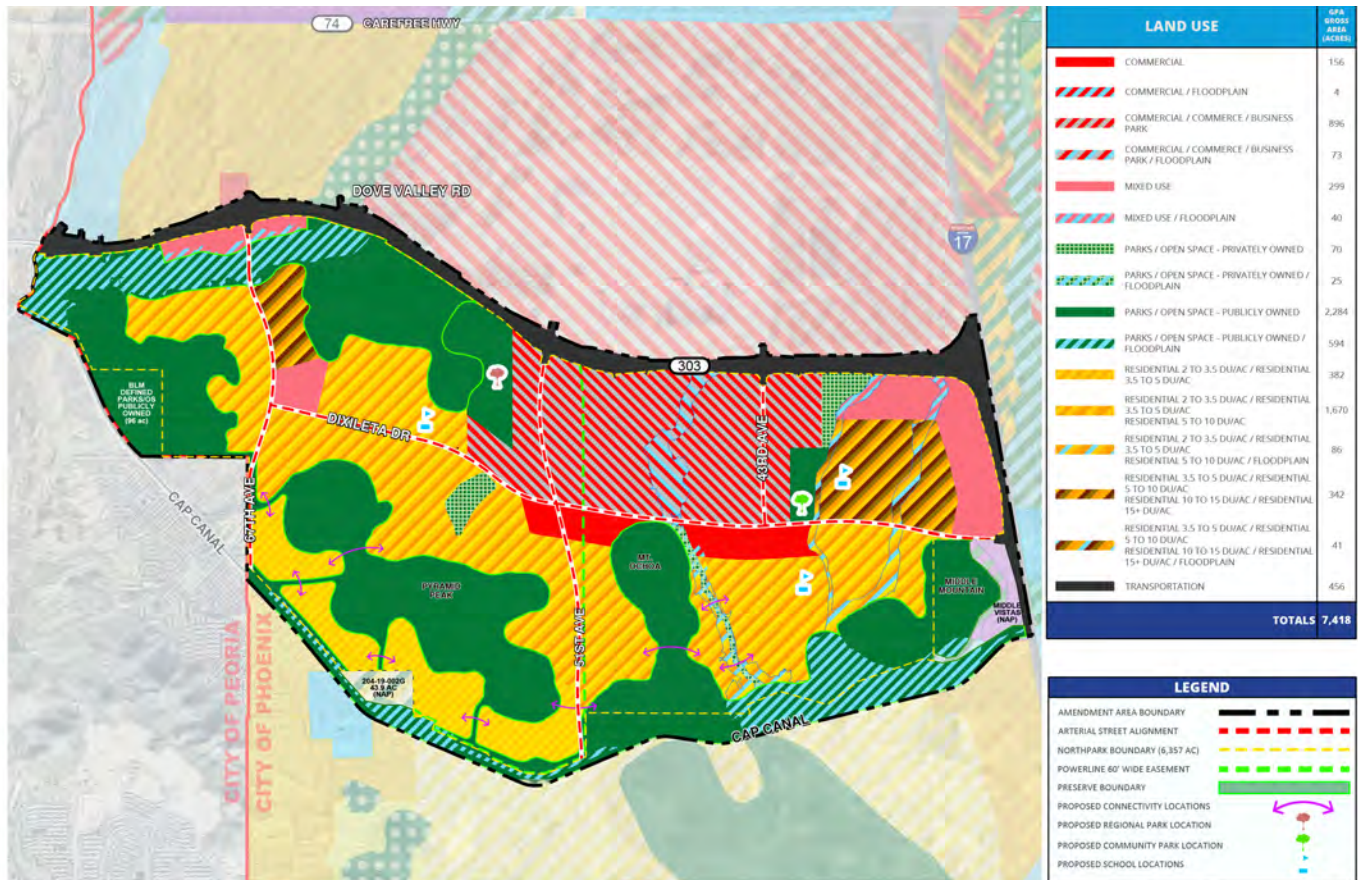 74 CAREFREE HWY
DOVE VALLEY RD
INTERSTATE
17
303
BLM
DEFINED
PARKS/OS
PUBLICLY
OWNED
(96 ac)
DIXILETA DR
43RD AVE
67TH AVE
CAP CANAL
PYRAMID
PEAK
MT.
OCHOA
MIDDLE
MOUNTAIN
MIDDLE
VISTAS
(NAP)
51ST AVE
204-19-002G
43.9 AC
(NAP)
CAP CANAL
CITY OF PEORIA
CITY OF PHOENIX
LAND USE
GPA
GROSS
AREA
(ACRES)
COMMERCIAL 156
COMMERCIAL / FLOODPLAIN 4
COMMERCIAL / COMMERCE / BUSINESS
PARK 896
COMMERCIAL / COMMERCE / BUSINESS
PARK / FLOODPLAIN 73
MIXED USE 299
MIXED USE / FLOODPLAIN 40
PARKS / OPEN SPACE - PRIVATELY OWNED 70
PARKS / OPEN SPACE - PRIVATELY OWNED /
FLOODPLAIN 25
PARKS / OPEN SPACE - PUBLICLY OWNED 2,284
PARKS / OPEN SPACE - PUBLICLY OWNED /
FLOODPLAIN 594
RESIDENTIAL 2 TO 3.5 DU/AC / RESIDENTIAL
3.5 TO 5 DU/AC 382
RESIDENTIAL 2 TO 3.5 DU/AC / RESIDENTIAL
3.5 TO 5 DU/AC
RESIDENTIAL 5 TO 10 DU/AC 1,670
RESIDENTIAL 2 TO 3.5 DU/AC / RESIDENTIAL
3.5 TO 5 DU/AC
RESIDENTIAL 5 TO 10 DU/AC / FLOODPLAIN 86
RESIDENTIAL 3.5 TO 5 DU/AC / RESIDENTIAL
5 TO 10 DU/AC
RESIDENTIAL 10 TO 15 DU/AC / RESIDENTIAL
15+ DU/AC 342
RESIDENTIAL 3.5 TO 5 DU/AC / RESIDENTIAL
5 TO 10 DU/AC
RESIDENTIAL 10 TO 15 DU/AC / RESIDENTIAL
15+ DU/AC / FLOODPLAIN 41
TRANSPORTATION 456
TOTALS 7,418
LEGEND
AMENDMENT AREA BOUNDARY
ARTERIAL STREET ALIGNMENT
NORTHPARK BOUNDARY (6,357 AC)
POWERLINE 60' WIDE EASEMENT
PRESERVE BOUNDARY
PROPOSED CONNECTIVITY LOCATIONS
PROPOSED REGIONAL PARK LOCATION
PROPOSED COMMUNITY PARK LOCATION
PROPOSED SCHOOL LOCATIONS